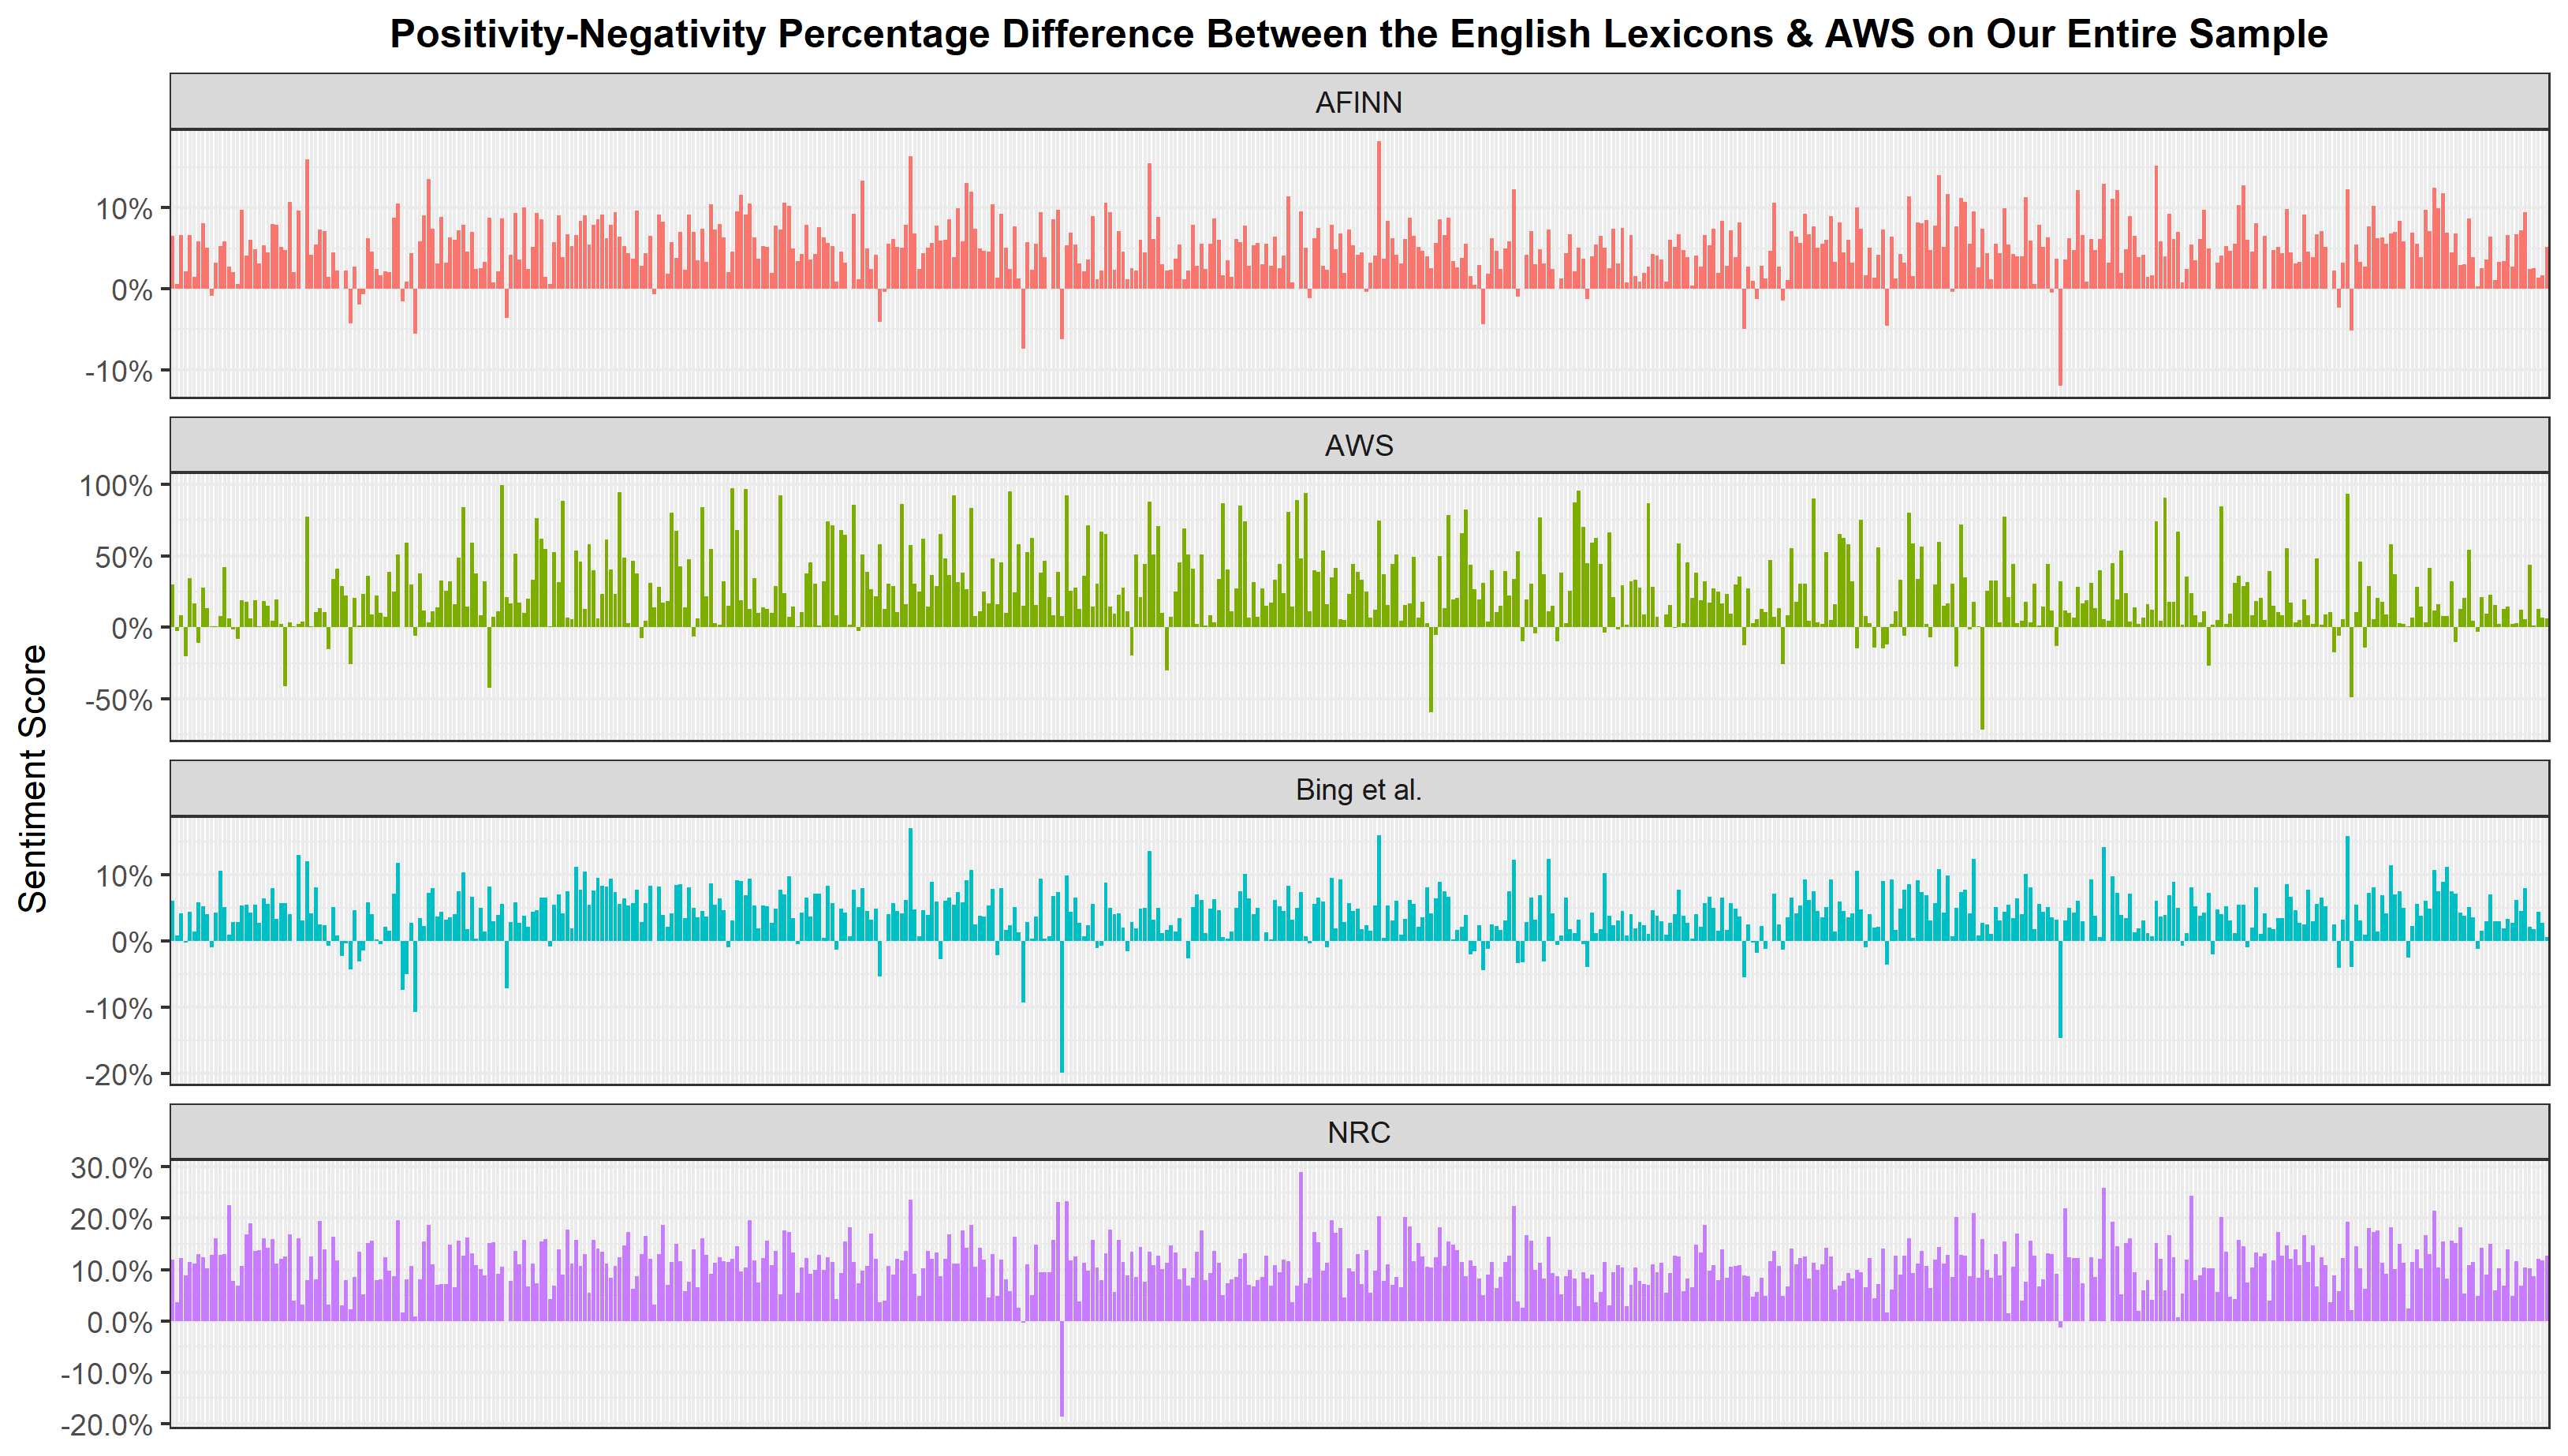 Positivity-Negativity Percentage Difference Between the English Lexicons & AWS on Our Entire Sample
Sentiment Score
AFINN
10%
0%
-10%
AWS
100%
50%
0%
-50%
Bing et al.
10%
0%
-10%
-20%
NRC
30.0%
20.0%
10.0%
0.0%
-10.0%
-20.0%